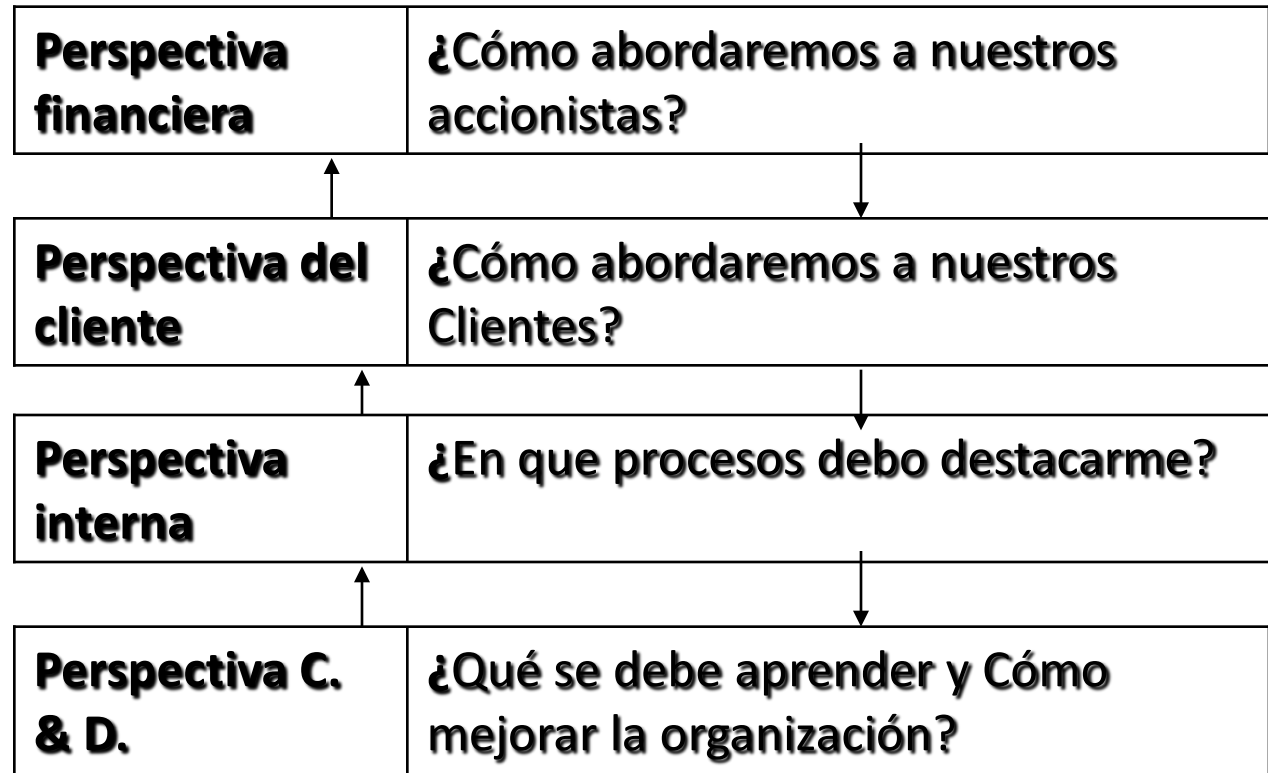 Perspectiva
financiera
¿Cómo abordaremos a nuestros
accionistas?
Perspectiva del
cliente
¿Cómo abordaremos a nuestros
Clientes?
Perspectiva
interna
¿En que procesos debo destacarme?
Perspectiva C.
& D.
¿Qué se debe aprender y Cómo
mejorar la organización?